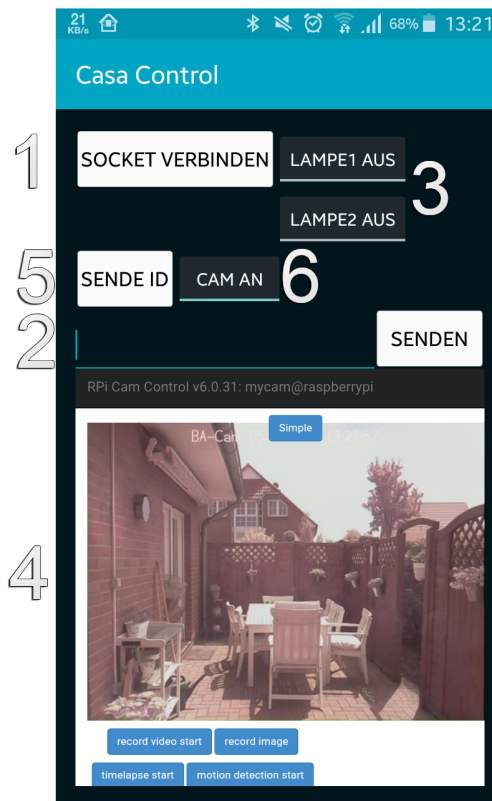 21 KB/s 68% 13:21
Casa Control
1 SOCKET VERBINDEN LAMPE1 AUS
3
LAMPE2 AUS
5 SENDE ID CAM AN 6
2 SENDEN
RPi Cam Control v6.0.31: mycam@raspberrypi
Simple
BA-Cam
4
record video start record image
timelapse start motion detection start